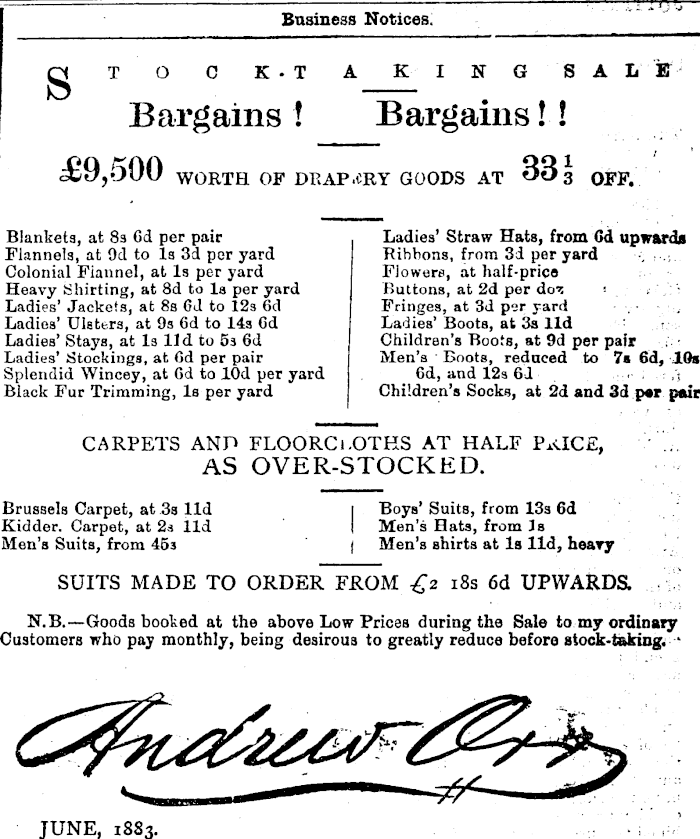 Business Notices.
STOCK-TAKING SALE
Bargains! Bargains!!
£9,500 WORTH OF DRAPERY GOODS AT 33 1/3 OFF.
Blankets, at 8s 6d per pair
Flannels, at 9d to 1s 3d per yard
Colonial Flannel, at 1s per yard
Heavy Shirting, at 8d to 1s per yard
Ladies' Jackets, at 8s 6d to 12s 6d
Ladies' Ulsters, at 9s 6d to 14s 6d
Ladies' Stays, at 1s 11d to 5s 6d
Ladies' Stockings, at 6d per pair
Splendid Wincey, at 6d to 10d per yard
Black Fur Trimming, 1s per yard
Ladies' Straw Hats, from 6d upwards
Ribbons, from 3d per yard
Flowers, at half-price
Buttons, at 2d per doz
Fringes, at 3d per yard
Ladies' Boots, at 3s 11d
Children's Boots, at 9d per pair
Men's Boots, reduced to 7s 6d, 10s
6d, and 12s 6d
Children's Socks, at 2d and 3d per pair
CARPETS AND FLOORCLOTHS AT HALF PRICE,
AS OVER-STOCKED.
Brussels Carpet, at 3s 11d
Kidder. Carpet, at 2s 11d
Men's Suits, from 45s
Boys' Suits, from 13s 6d
Men's Hats, from 1s
Men's shirts at 1s 11d, heavy
SUITS MADE TO ORDER FROM £2 18s 6d UPWARDS.
N.B.—Goods booked at the above Low Prices during the Sale to my ordinary
Customers who pay monthly, being desirous to greatly reduce before stock-taking.
Andrew Orr
JUNE, 1883.